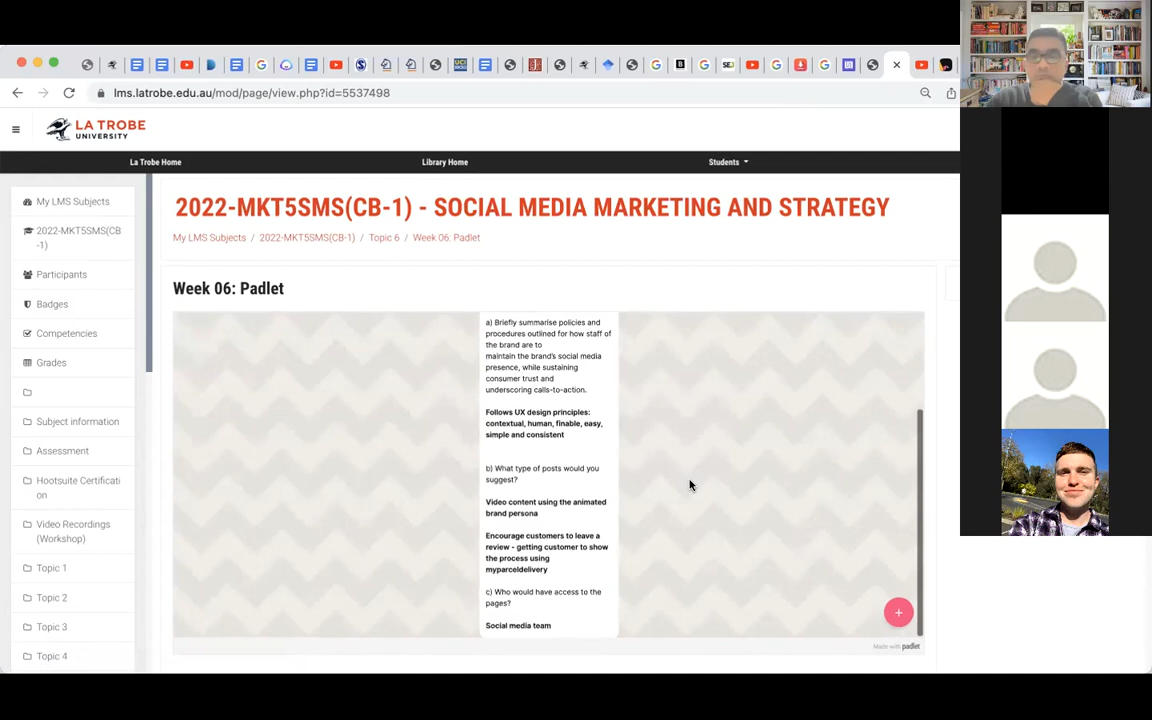 lms.latrobe.edu.au/mod/page/view.php?id=5537498
LA TROBE
UNIVERSITY
La Trobe Home
Library Home
Students
My LMS Subjects
2022-MKT5SMS(CB
-1)
Participants
Badges
Competencies
Grades
Subject information
Assessment
Hootsuite Certificati
on
Video Recordings
(Workshop)
Topic 1
Topic 2
Topic 3
Topic 4
2022-MKT5SMS(CB-1) - SOCIAL MEDIA MARKETING AND STRATEGY
My LMS Subjects / 2022-MKT5SMS(CB-1) / Topic 6 / Week 06: Padlet
Week 06: Padlet
a) Briefly summarise policies and
procedures outlined for how staff of
the brand are to
maintain the brand's social media
presence, while sustaining
consumer trust and
underscoring calls-to-action.
Follows UX design principles:
contextual, human, finable, easy,
simple and consistent
b) What type of posts would you
suggest?
Video content using the animated
brand persona
Encourage customers to leave a
review - getting customer to show
the process using
myparceldelivery
c) Who would have access to the
pages?
Social media team
Made with padlet